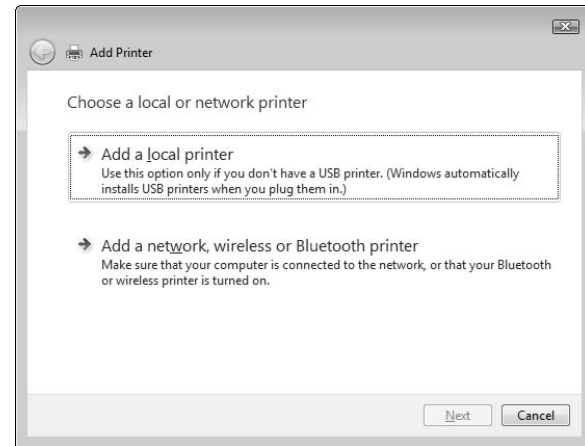 Add Printer
Choose a local or network printer
Add a local printer
Use this option only if you don't have a USB printer. (Windows automatically
installs USB printers when you plug them in.)
Add a network, wireless or Bluetooth printer
Make sure that your computer is connected to the network, or that your Bluetooth
or wireless printer is turned on.
Next Cancel